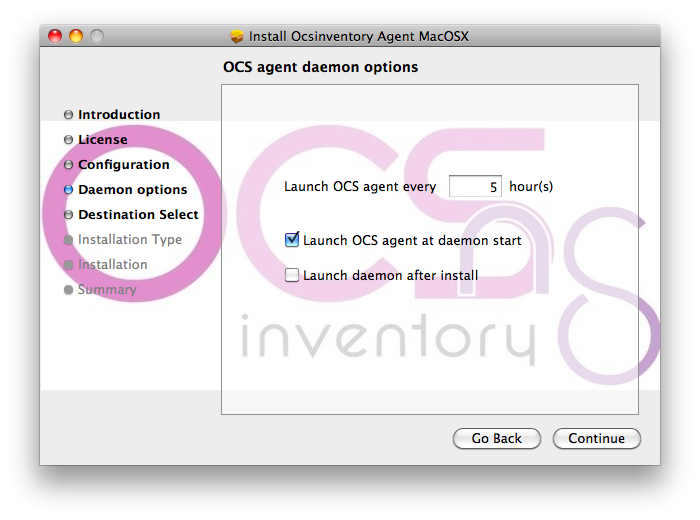 Install Ocsinventory Agent MacOSX
OCS agent daemon options
Introduction
License
Configuration
Daemon options
Destination Select
Installation Type
Installation
Summary
Launch OCS agent every 5 hour(s)
Launch OCS agent at daemon start
Launch daemon after install
OCS
ng
inventory
Go Back
Continue